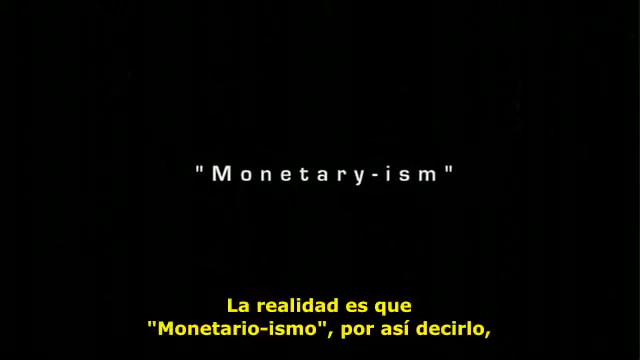 "Monetary-ism"
La realidad es que
"Monetario-ismo", por así decirlo,